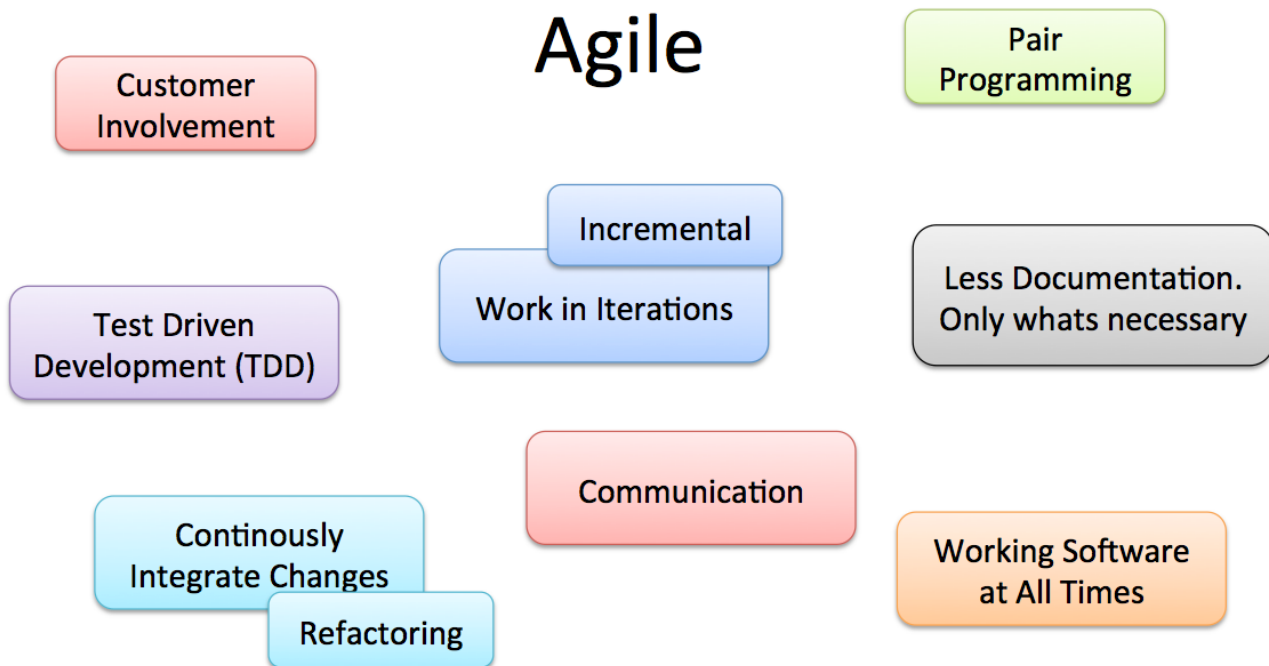 Agile
Customer
Involvement
Pair
Programming
Incremental
Work in Iterations
Less Documentation.
Only whats necessary
Test Driven
Development (TDD)
Communication
Continously
Integrate Changes
Refactoring
Working Software
at All Times